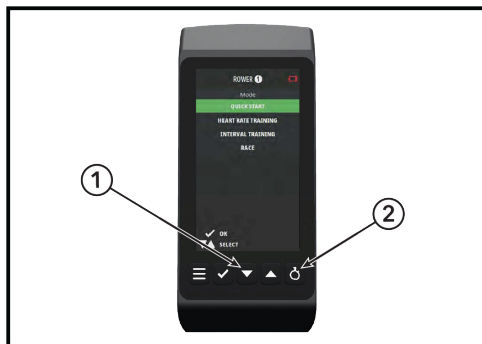 ROWER 1
Mode
QUICK START
HEART RATE TRAINING
INTERVAL TRAINING
RACE
OK
SELECT
1
2